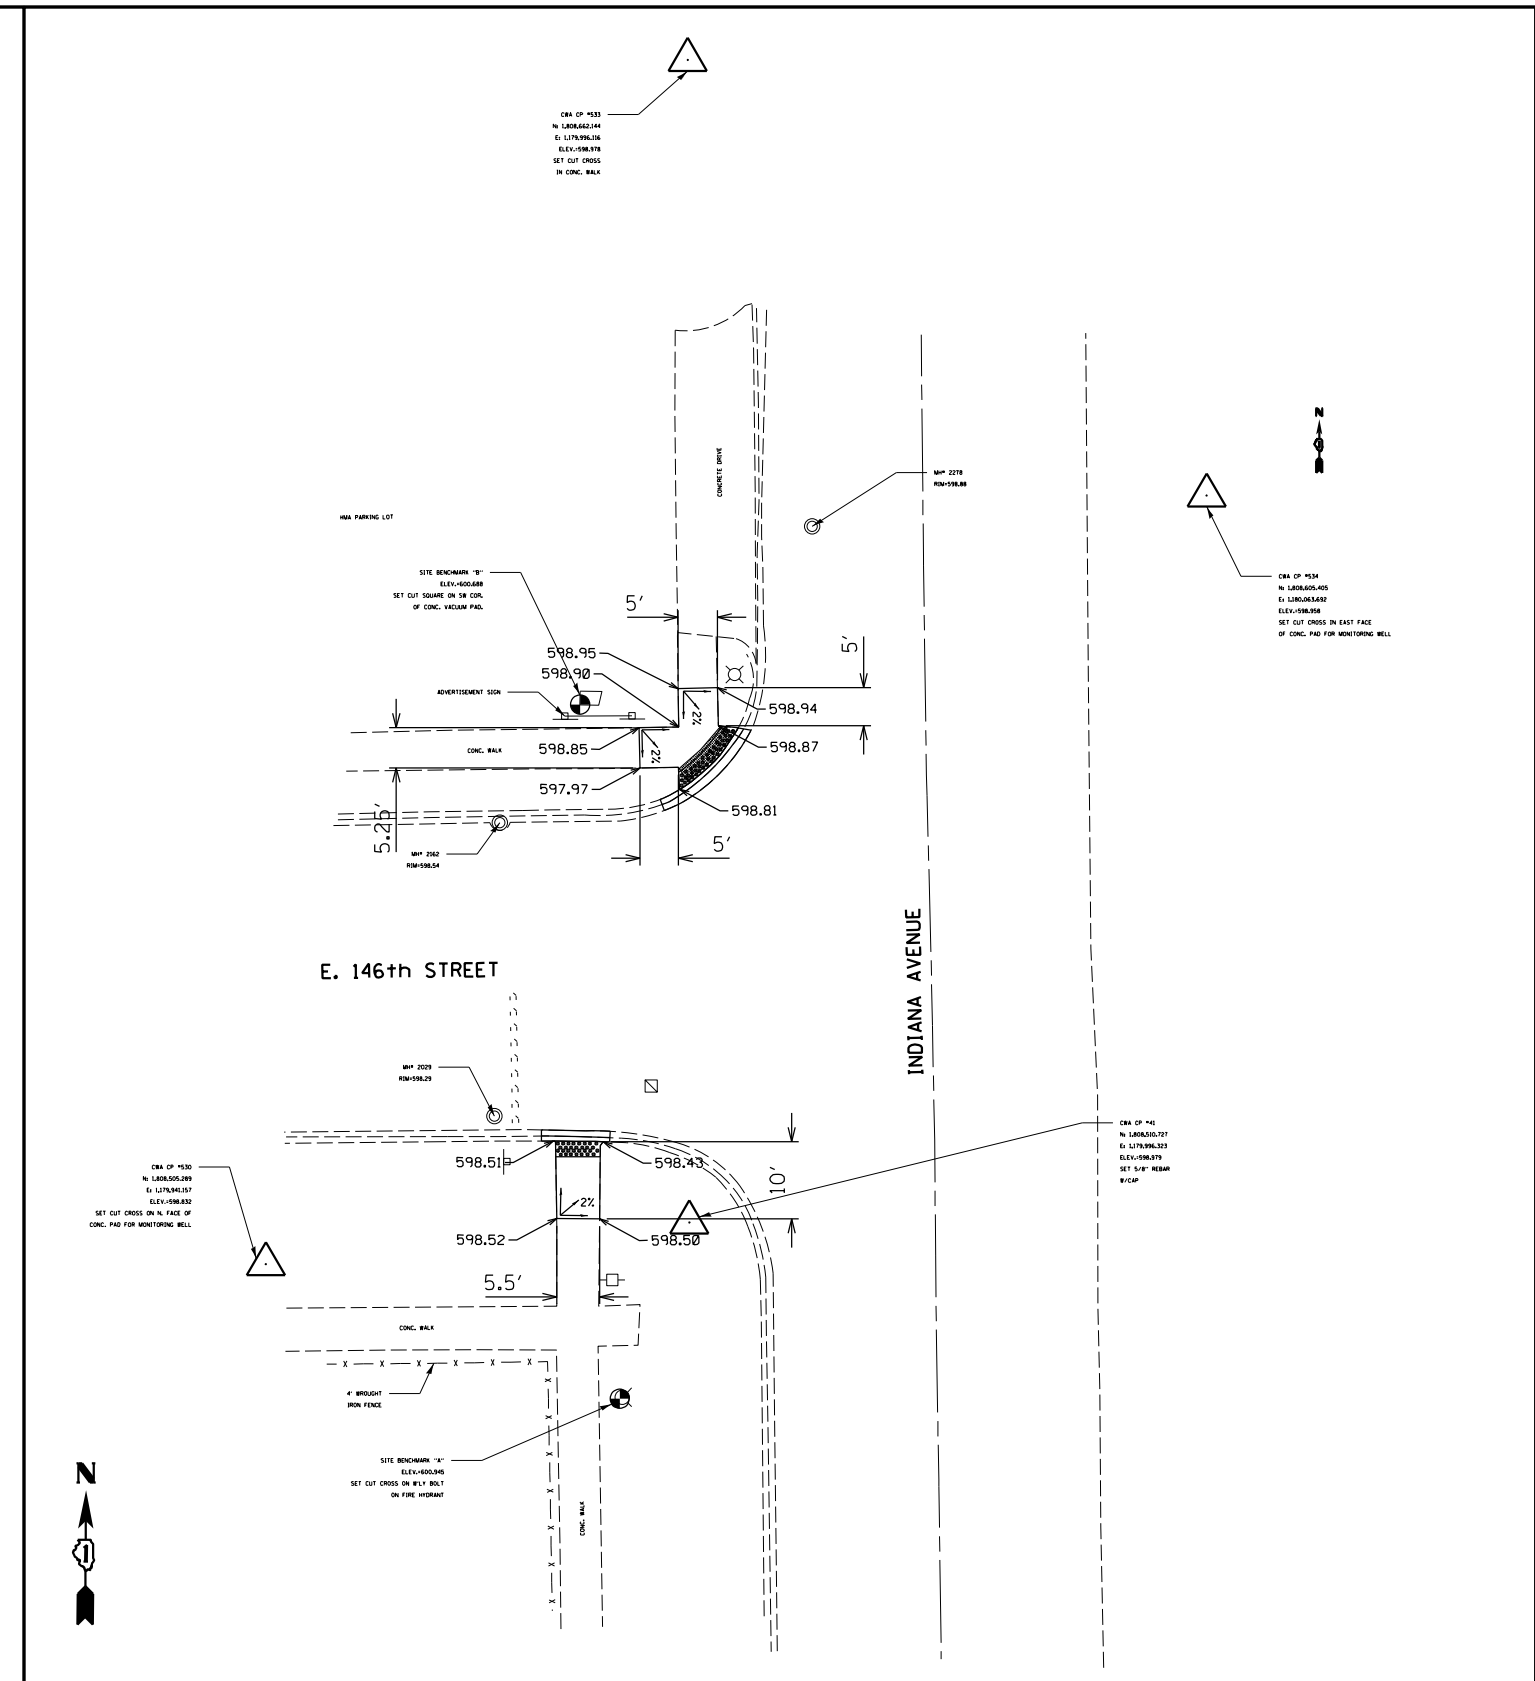 CWA CP #533
N: 1,808,662.144
E: 1,179,996.116
ELEV.=598.978
SET CUT CROSS
IN CONC. WALK
N
CONCRETE DRIVE
MH# 2278
RIM=598.88
HMA PARKING LOT
SITE BENCHMARK "B"
ELEV.=600.688
SET CUT SQUARE ON SW COR.
OF CONC. VACUUM PAD.
CWA CP #534
N: 1,808,605.405
E: 1,180,063.692
ELEV.=598.958
SET CUT CROSS IN EAST FACE
OF CONC. PAD FOR MONITORING WELL
5'
5'
598.95
598.90
ADVERTISEMENT SIGN
598.94
2%
598.85
CONC. WALK
2%
598.87
597.97
598.81
5.25'
5'
MH# 2162
RIM=598.54
INDIANA AVENUE
E. 146th STREET
MH# 2029
RIM=598.29
CWA CP #41
N: 1,808,510.727
E: 1,179,996.323
ELEV.=598.979
SET 5/8" REBAR
W/CAP
598.51
598.43
10'
CWA CP #530
N: 1,808,505.289
E: 1,179,941.157
ELEV.=598.832
SET CUT CROSS ON N. FACE OF
CONC. PAD FOR MONITORING WELL
2%
598.52
598.50
5.5'
CONC. WALK
X X X X X X
4' WROUGHT
IRON FENCE
X X X X X X X
SITE BENCHMARK "A"
ELEV.=600.945
SET CUT CROSS ON W'LY BOLT
ON FIRE HYDRANT
CONC. WALK
N
1